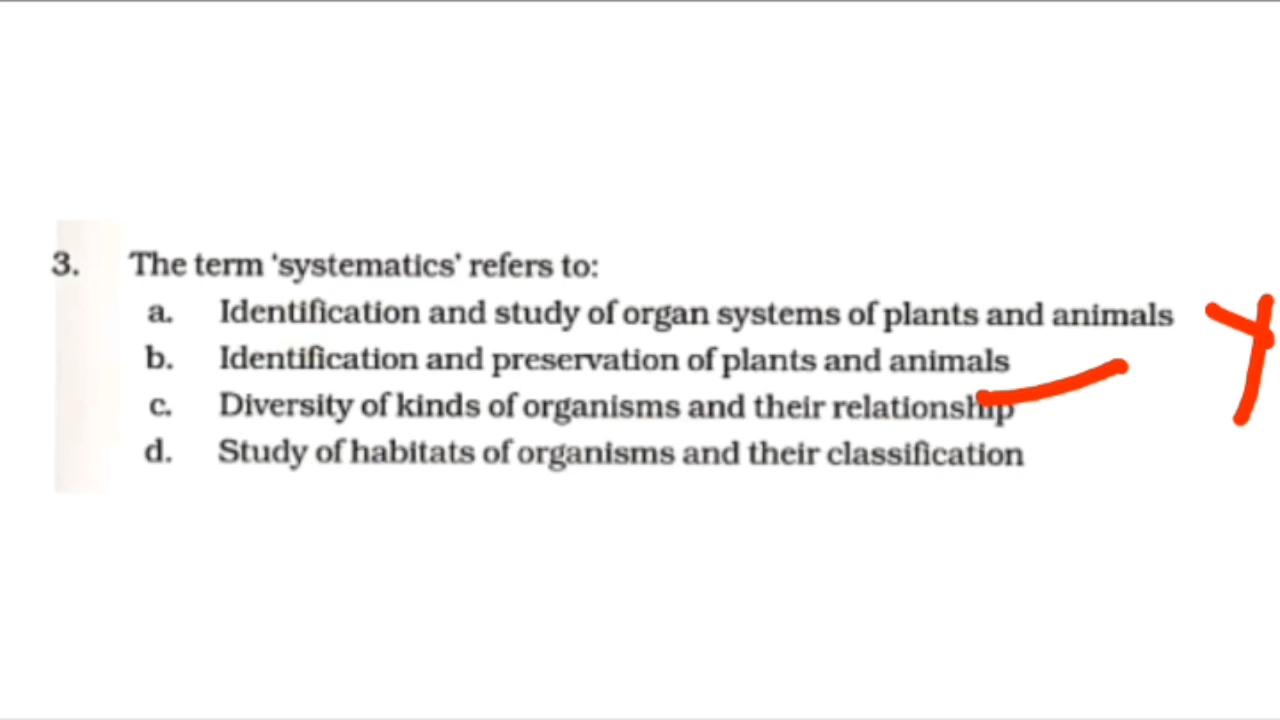 3. The term 'systematics' refers to:
a. Identification and study of organ systems of plants and animals
b. Identification and preservation of plants and animals
c. Diversity of kinds of organisms and their relationship
d. Study of habitats of organisms and their classification